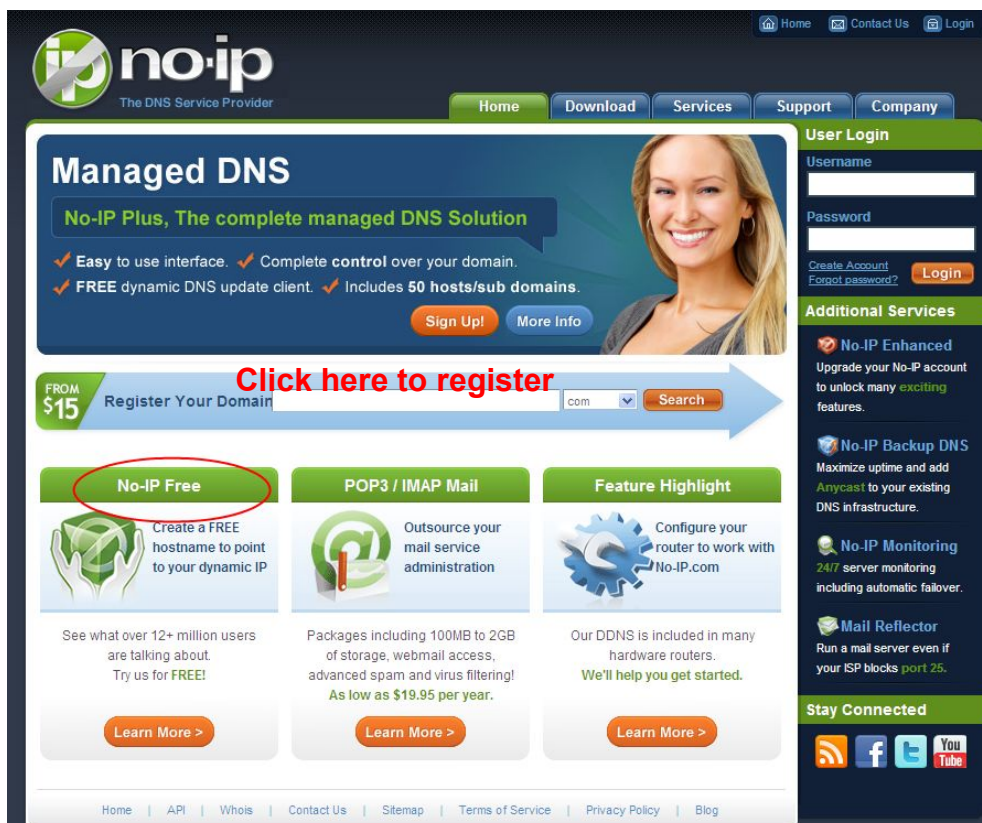 Home Contact Us Login
ip no·ip
The DNS Service Provider
Home Download Services Support Company
Managed DNS
No-IP Plus, The complete managed DNS Solution
Easy to use interface. Complete control over your domain.
FREE dynamic DNS update client. Includes 50 hosts/sub domains.
Sign Up! More Info
FROM
$15
Click here to register
Register Your Domain
com
Search
No-IP Free
Create a FREE
hostname to point
to your dynamic IP
See what over 12+ million users
are talking about.
Try us for FREE!
Learn More >
POP3 / IMAP Mail
Outsource your
mail service
administration
Packages including 100MB to 2GB
of storage, webmail access,
advanced spam and virus filtering!
As low as $19.95 per year.
Learn More >
Feature Highlight
Configure your
router to work with
No-IP.com
Our DDNS is included in many
hardware routers.
We'll help you get started.
Learn More >
User Login
Username
Password
Create Account
Forgot password?
Login
Additional Services
No-IP Enhanced
Upgrade your No-IP account
to unlock many exciting
features.
No-IP Backup DNS
Maximize uptime and add
Anycast to your existing
DNS infrastructure.
No-IP Monitoring
24/7 server monitoring
including automatic failover.
Mail Reflector
Run a mail server even if
your ISP blocks port 25.
Stay Connected
You
Tube
Home | API | Whois | Contact Us | Sitemap | Terms of Service | Privacy Policy | Blog